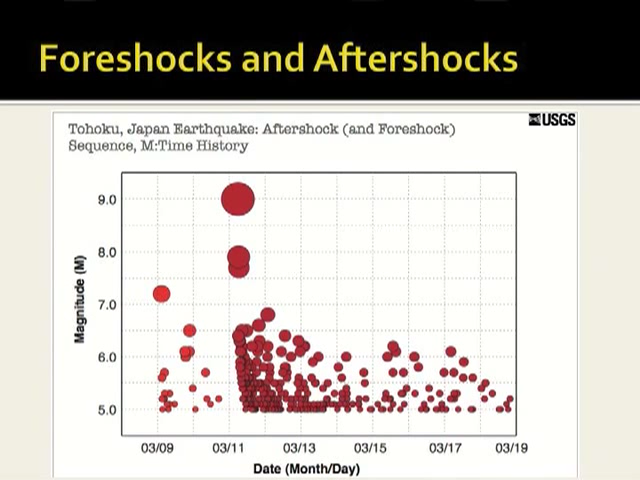 Foreshocks and Aftershocks
USGS
Tohoku, Japan Earthquake: Aftershock (and Foreshock)
Sequence, M:Time History
Magnitude (M)
9.0
8.0
7.0
6.0
5.0
03/09 03/11 03/13 03/15 03/17 03/19
Date (Month/Day)